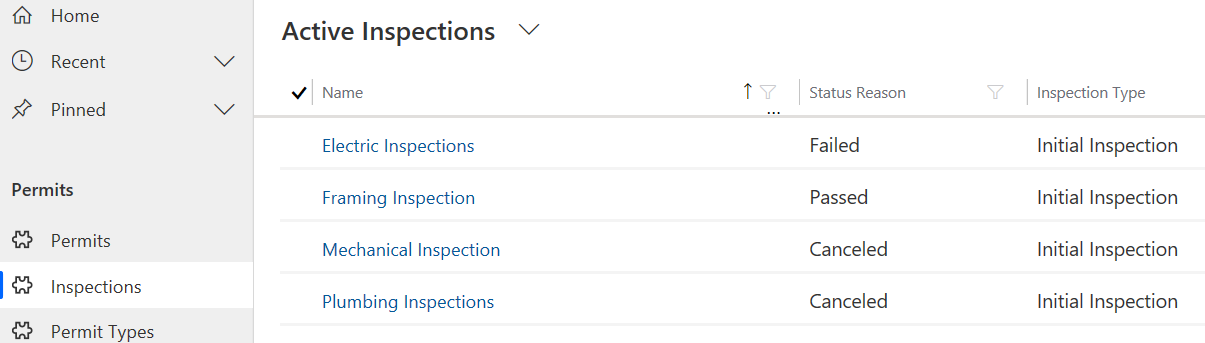 Home
Recent
Pinned
Permits
Permits
Inspections
Permit Types
Active Inspections
Name Status Reason Inspection Type
...
Electric Inspections Failed Initial Inspection
Framing Inspection Passed Initial Inspection
Mechanical Inspection Canceled Initial Inspection
Plumbing Inspections Canceled Initial Inspection